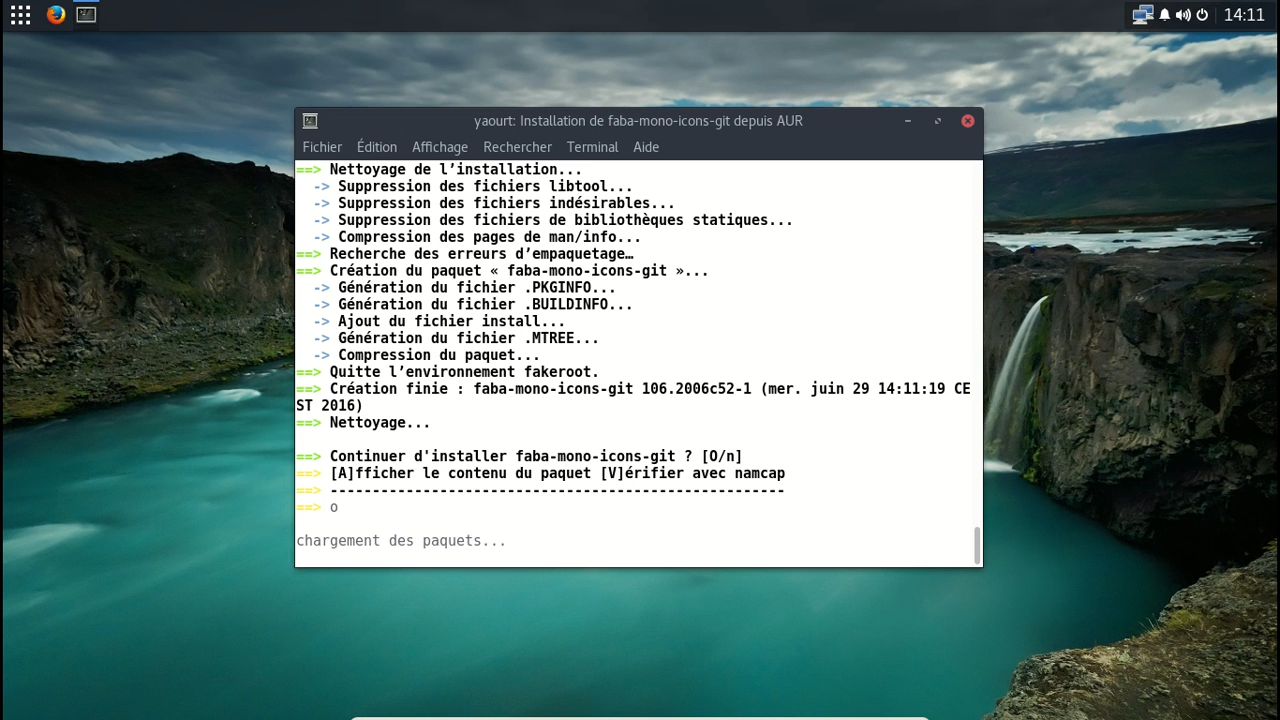 14:11
yaourt: Installation de faba-mono-icons-git depuis AUR
Fichier Édition Affichage Rechercher Terminal Aide
==> Nettoyage de l’installation...
-> Suppression des fichiers libtool...
-> Suppression des fichiers indésirables...
-> Suppression des fichiers de bibliothèques statiques...
-> Compression des pages de man/info...
==> Recherche des erreurs d’empaquetage…
==> Création du paquet « faba-mono-icons-git »...
-> Génération du fichier .PKGINFO...
-> Génération du fichier .BUILDINFO...
-> Ajout du fichier install...
-> Génération du fichier .MTREE...
-> Compression du paquet...
==> Quitte l’environnement fakeroot.
==> Création finie : faba-mono-icons-git 106.2006c52-1 (mer. juin 29 14:11:19 CE
ST 2016)
==> Nettoyage...
==> Continuer d'installer faba-mono-icons-git ? [O/n]
==> [A]fficher le contenu du paquet [V]érifier avec namcap
==> ------------------------------------------------------
==> o
chargement des paquets...